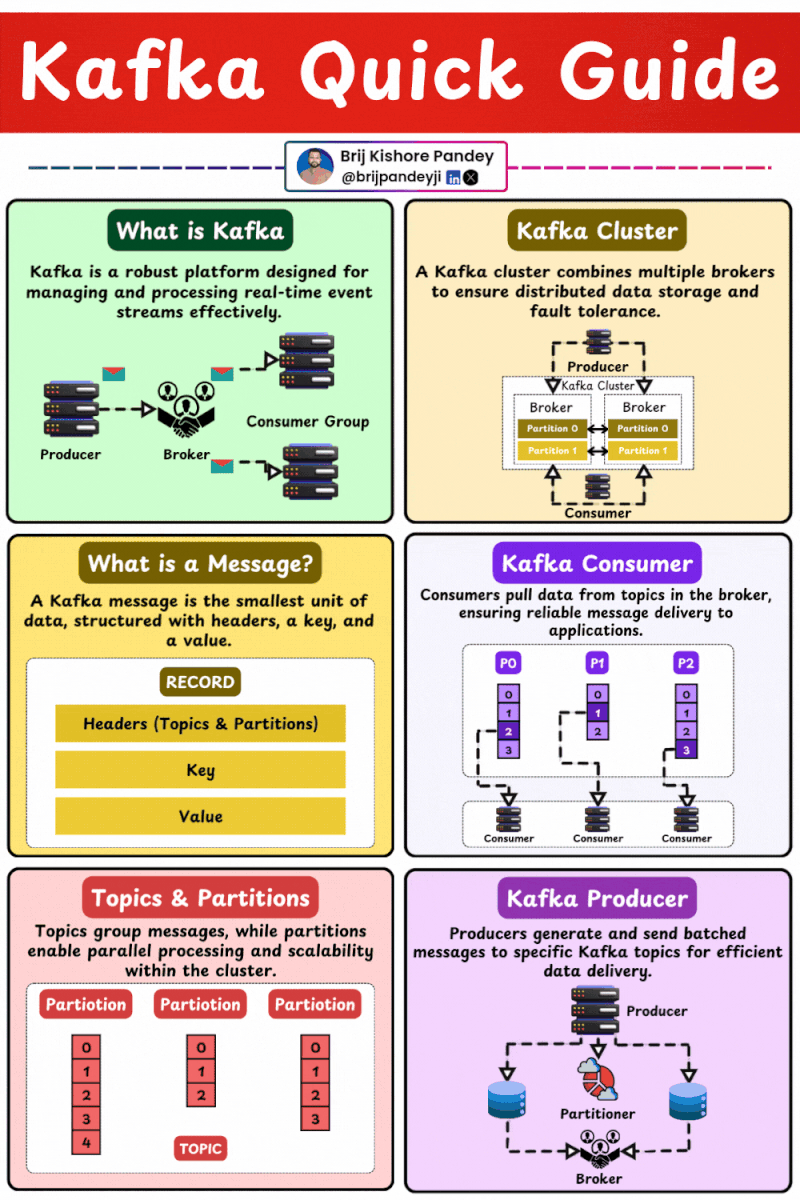 Kafka Quick Guide
Brij Kishore Pandey
@brijpandeyji in X
What is Kafka
Kafka is a robust platform designed for
managing and processing real-time event
streams effectively.
Producer
Broker
Consumer Group
Kafka Cluster
A Kafka cluster combines multiple brokers
to ensure distributed data storage and
fault tolerance.
Producer
Kafka Cluster
Broker Broker
Partition 0 Partition 0
Partition 1 Partition 1
Consumer
What is a Message?
A Kafka message is the smallest unit of
data, structured with headers, a key, and
a value.
RECORD
Headers (Topics & Partitions)
Key
Value
Kafka Consumer
Consumers pull data from topics in the broker,
ensuring reliable message delivery to
applications.
P0 P1 P2
0 0 0
1 1 1
2 2 2
3 3
Consumer Consumer Consumer
Topics & Partitions
Topics group messages, while partitions
enable parallel processing and scalability
within the cluster.
Partiotion Partiotion Partiotion
0 0 0
1 1 1
2 2 2
3 3
4
TOPIC
Kafka Producer
Producers generate and send batched
messages to specific Kafka topics for efficient
data delivery.
Producer
Partitioner
Broker